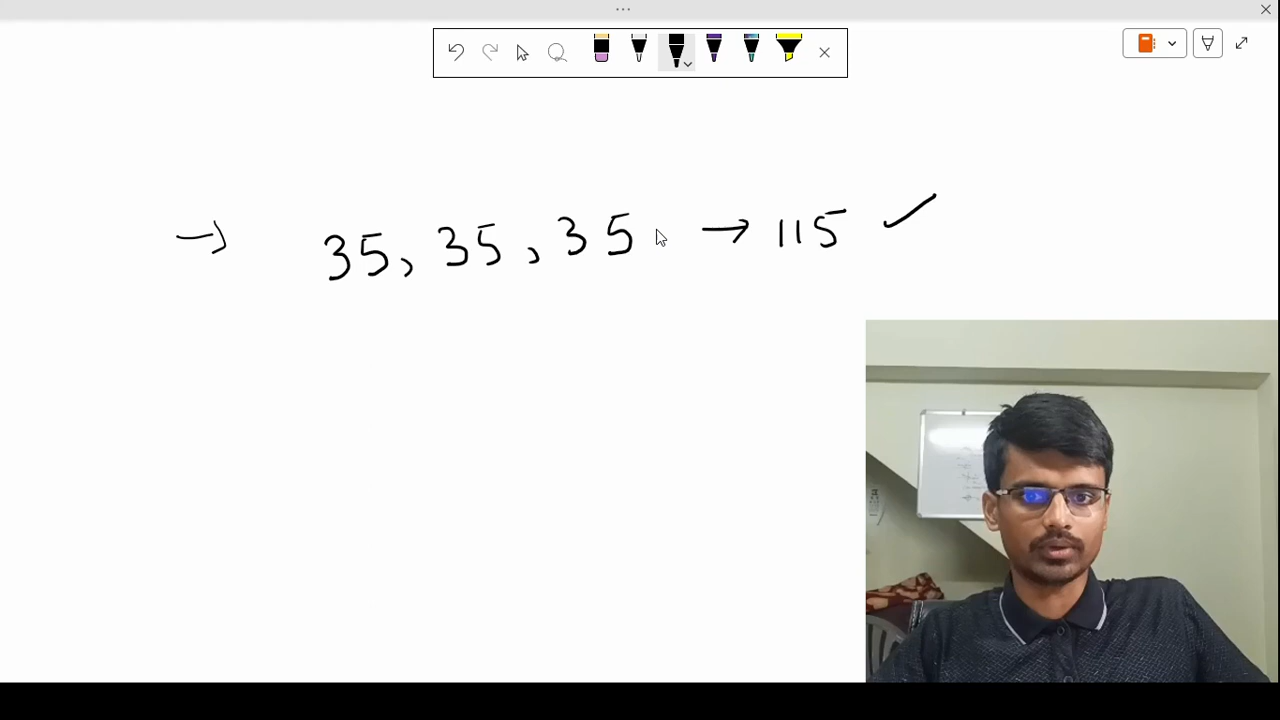 → 35, 35, 35 → 115 ✓